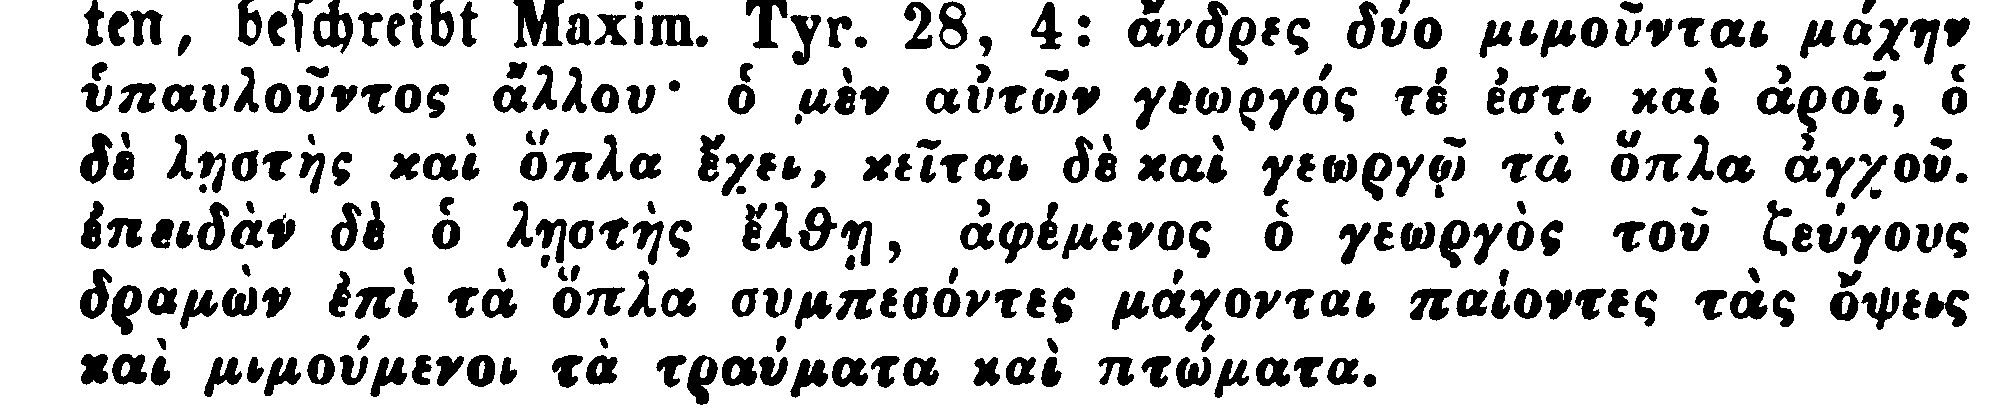 ten, beſchreibt Maxim. Tyr. 28, 4: ἄνδρες δύο μιμοῦνται μάχην
ὑπαυλοῦντος ἄλλου· ὁ μὲν αὐτῶν γεωργός τέ ἐστι καὶ ἀροῖ, ὁ
δὲ λῃστὴς καὶ ὅπλα ἔχει, κεῖται δὲ καὶ γεωργῷ τὰ ὅπλα ἀγχοῦ.
ἐπειδὰν δὲ ὁ λῃστὴς ἔλθῃ, ἀφέμενος ὁ γεωργὸς τοῦ ζεύγους
δραμὼν ἐπὶ τὰ ὅπλα συμπεσόντες μάχονται παίοντες τὰς ὄψεις
καὶ μιμούμενοι τὰ τραύματα καὶ πτώματα.